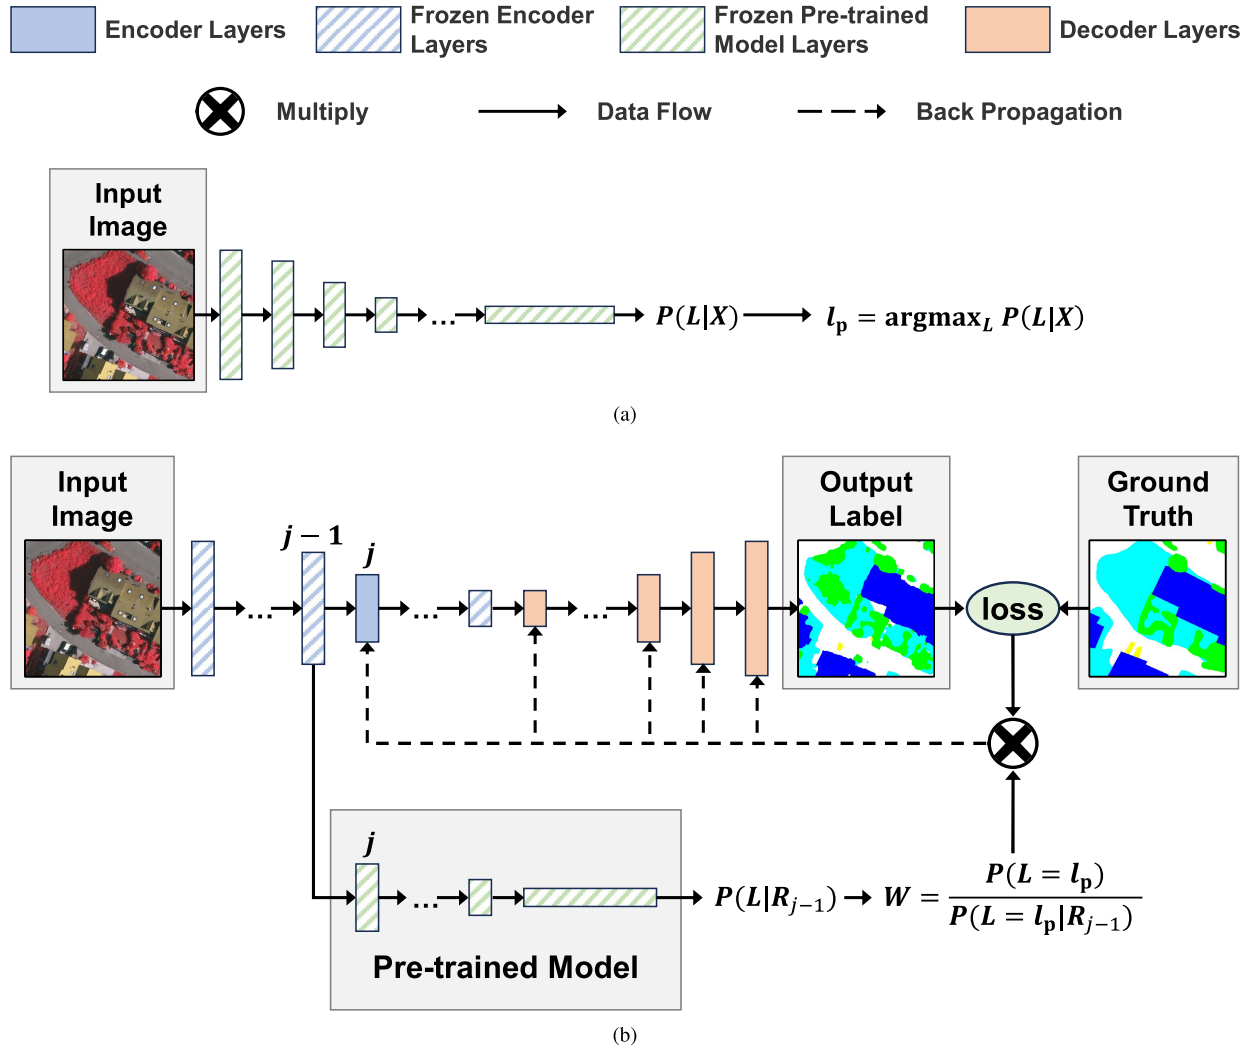 Encoder Layers
Frozen Encoder
Layers
Frozen Pre-trained
Model Layers
Decoder Layers
Multiply
Data Flow
Back Propagation
Input
Image
...
P(L|X)
l_p = argmax_L P(L|X)
(a)
Input
Image
Output
Label
Ground
Truth
j − 1
j
...
...
...
loss
j
...
P(L|R_{j−1})
W = P(L = l_p) / P(L = l_p|R_{j−1})
Pre-trained Model
(b)